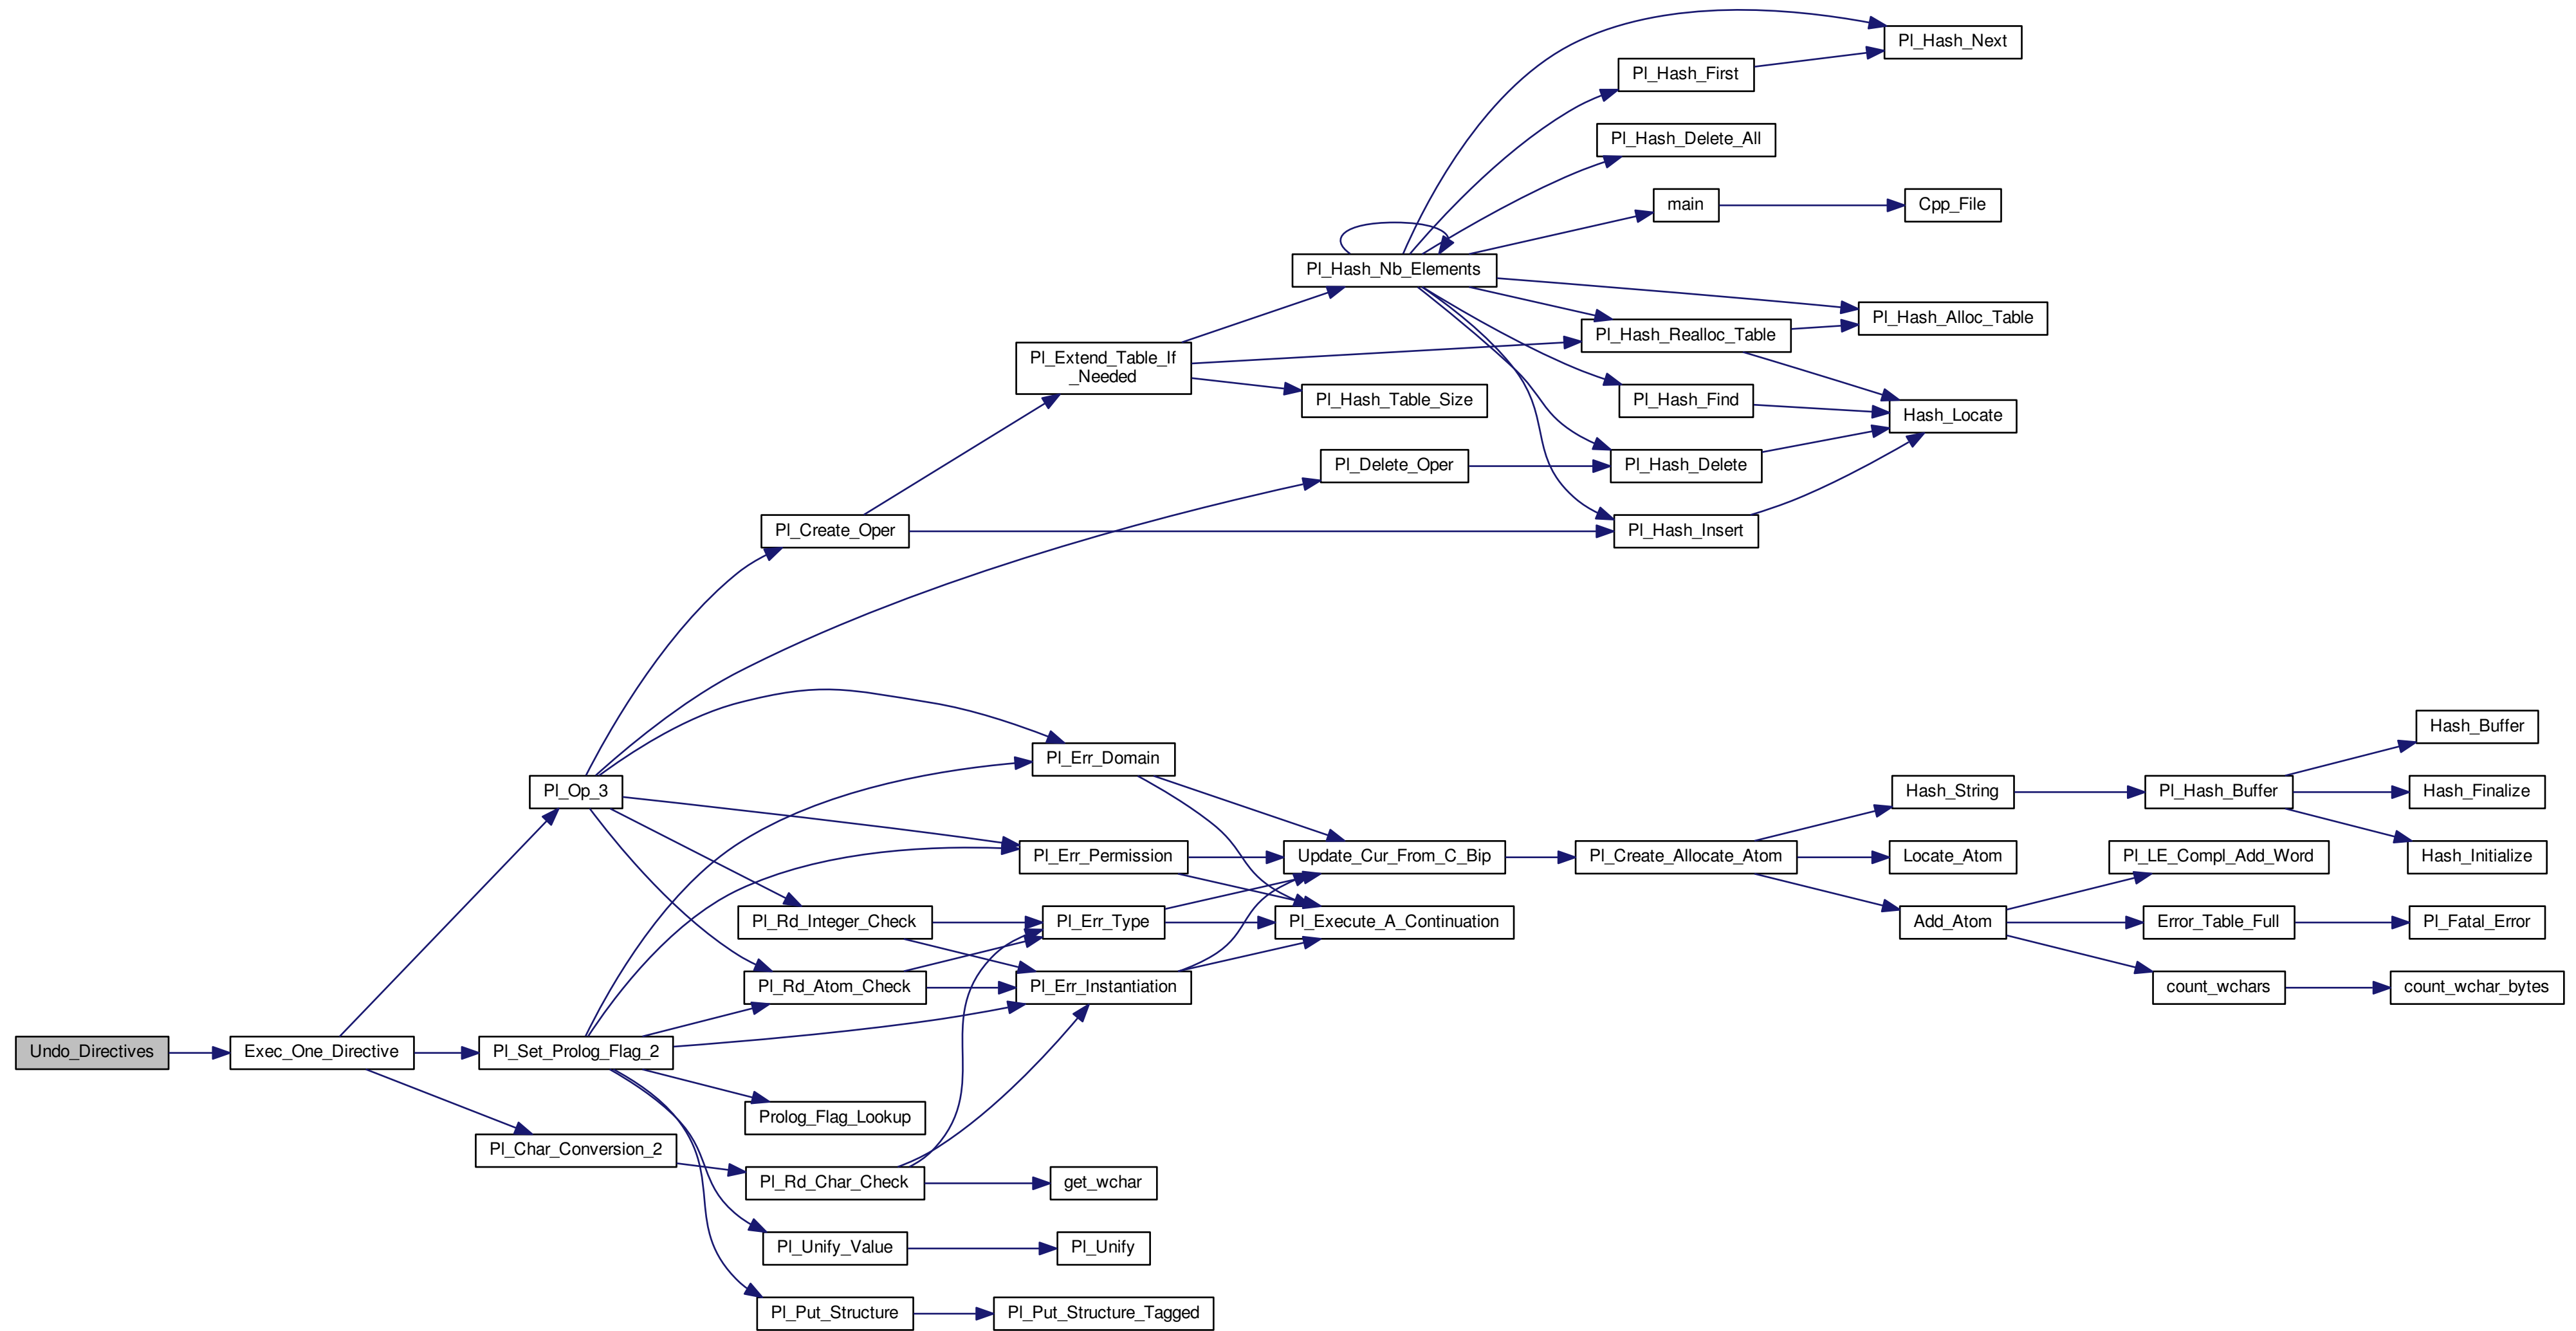 Pl_Hash_Next
Pl_Hash_First
Pl_Hash_Delete_All
main
Cpp_File
Pl_Hash_Nb_Elements
Pl_Hash_Alloc_Table
Pl_Hash_Realloc_Table
Pl_Extend_Table_If
_Needed
Pl_Hash_Table_Size
Pl_Hash_Find
Hash_Locate
Pl_Delete_Oper
Pl_Hash_Delete
Pl_Create_Oper
Pl_Hash_Insert
Hash_Buffer
Pl_Err_Domain
Pl_Op_3
Hash_String
Pl_Hash_Buffer
Hash_Finalize
Pl_Err_Permission
Update_Cur_From_C_Bip
Pl_Create_Allocate_Atom
Locate_Atom
Pl_LE_Compl_Add_Word
Hash_Initialize
Pl_Rd_Integer_Check
Pl_Err_Type
Pl_Execute_A_Continuation
Add_Atom
Error_Table_Full
Pl_Fatal_Error
Pl_Rd_Atom_Check
Pl_Err_Instantiation
count_wchars
count_wchar_bytes
Undo_Directives
Exec_One_Directive
Pl_Set_Prolog_Flag_2
Prolog_Flag_Lookup
Pl_Char_Conversion_2
Pl_Rd_Char_Check
get_wchar
Pl_Unify_Value
Pl_Unify
Pl_Put_Structure
Pl_Put_Structure_Tagged